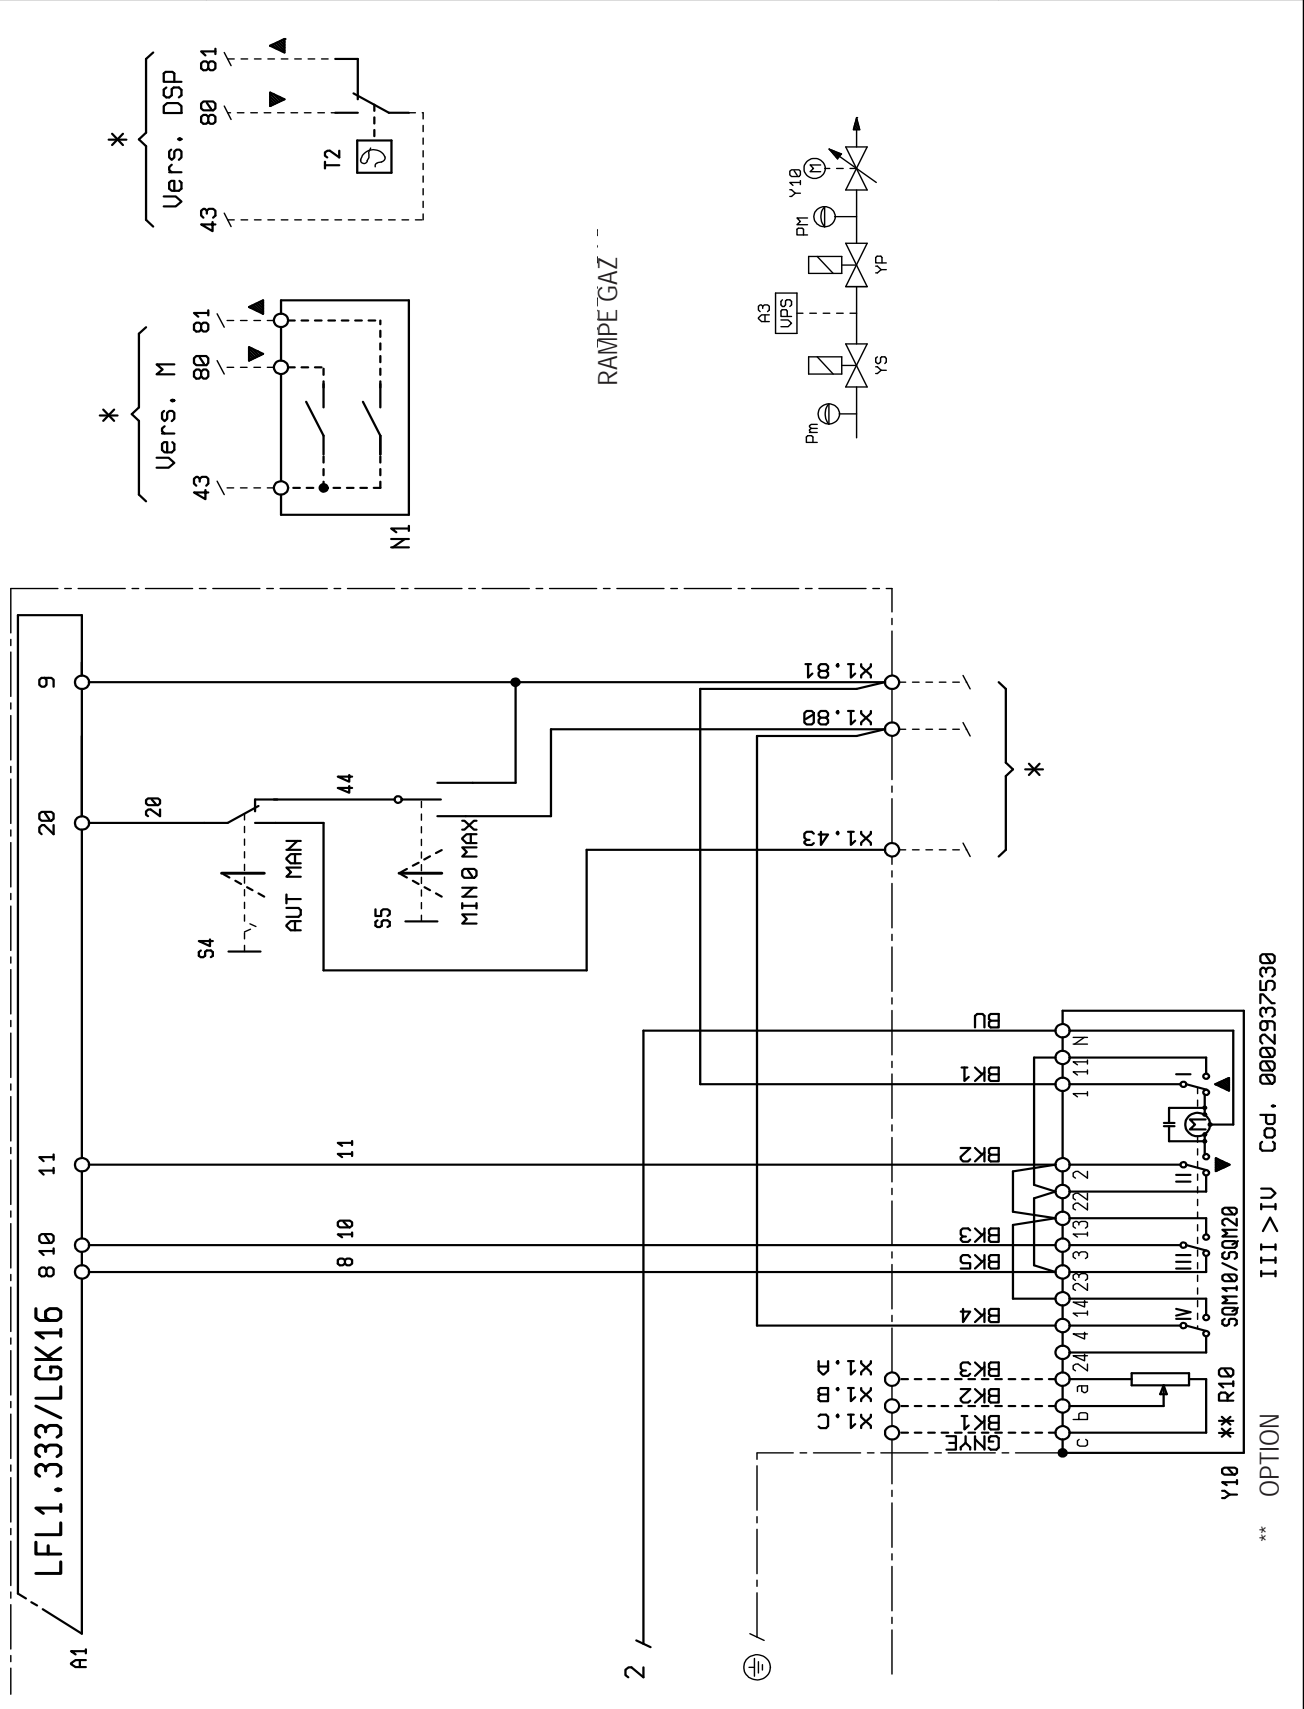 A1
LFL1.333/LGK16
8 10 11 20 9
8
10
11
20
44
S4
AUT MAN
S5
MIN 0 MAX
X1.43
X1.80
X1.81
*
* Vers. M
43 80 81
N1
* Vers. DSP
43 80 81
T2
RAMPE GAZ
Pm
YS
A3
VPS
YP
PM
Y10
M
2
X1.C
X1.B
X1.A
GNYE
BK1
BK2
BK3
BK4
BK5
BK3
BK2
BK1
BU
c b a 24 4 14 23 3 13 22 2 1 11 N
IV III II I
M
Y10
** R10
SQM10/SQM20
** OPTION
III >IV Cod. 0002937530